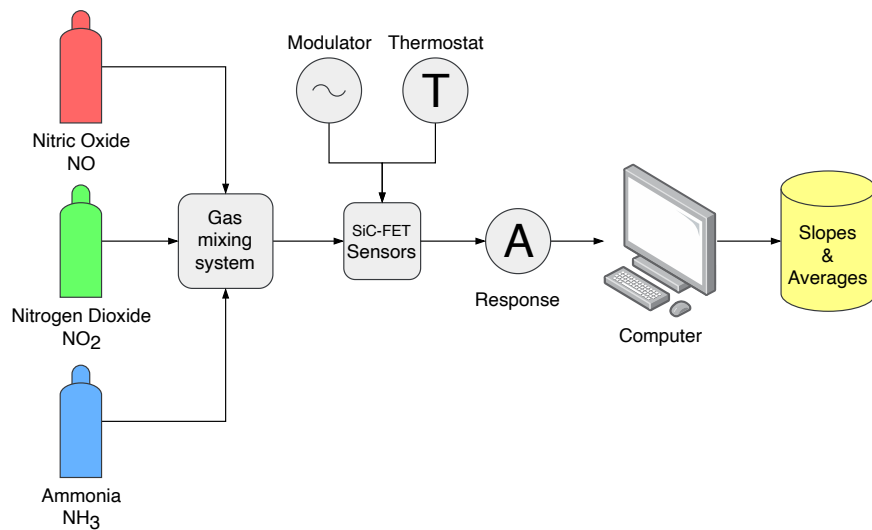 Modulator
Thermostat
T
Nitric Oxide
NO
Gas
mixing
system
SiC-FET
Sensors
A
Response
Computer
Slopes
&
Averages
Nitrogen Dioxide
NO2
Ammonia
NH3